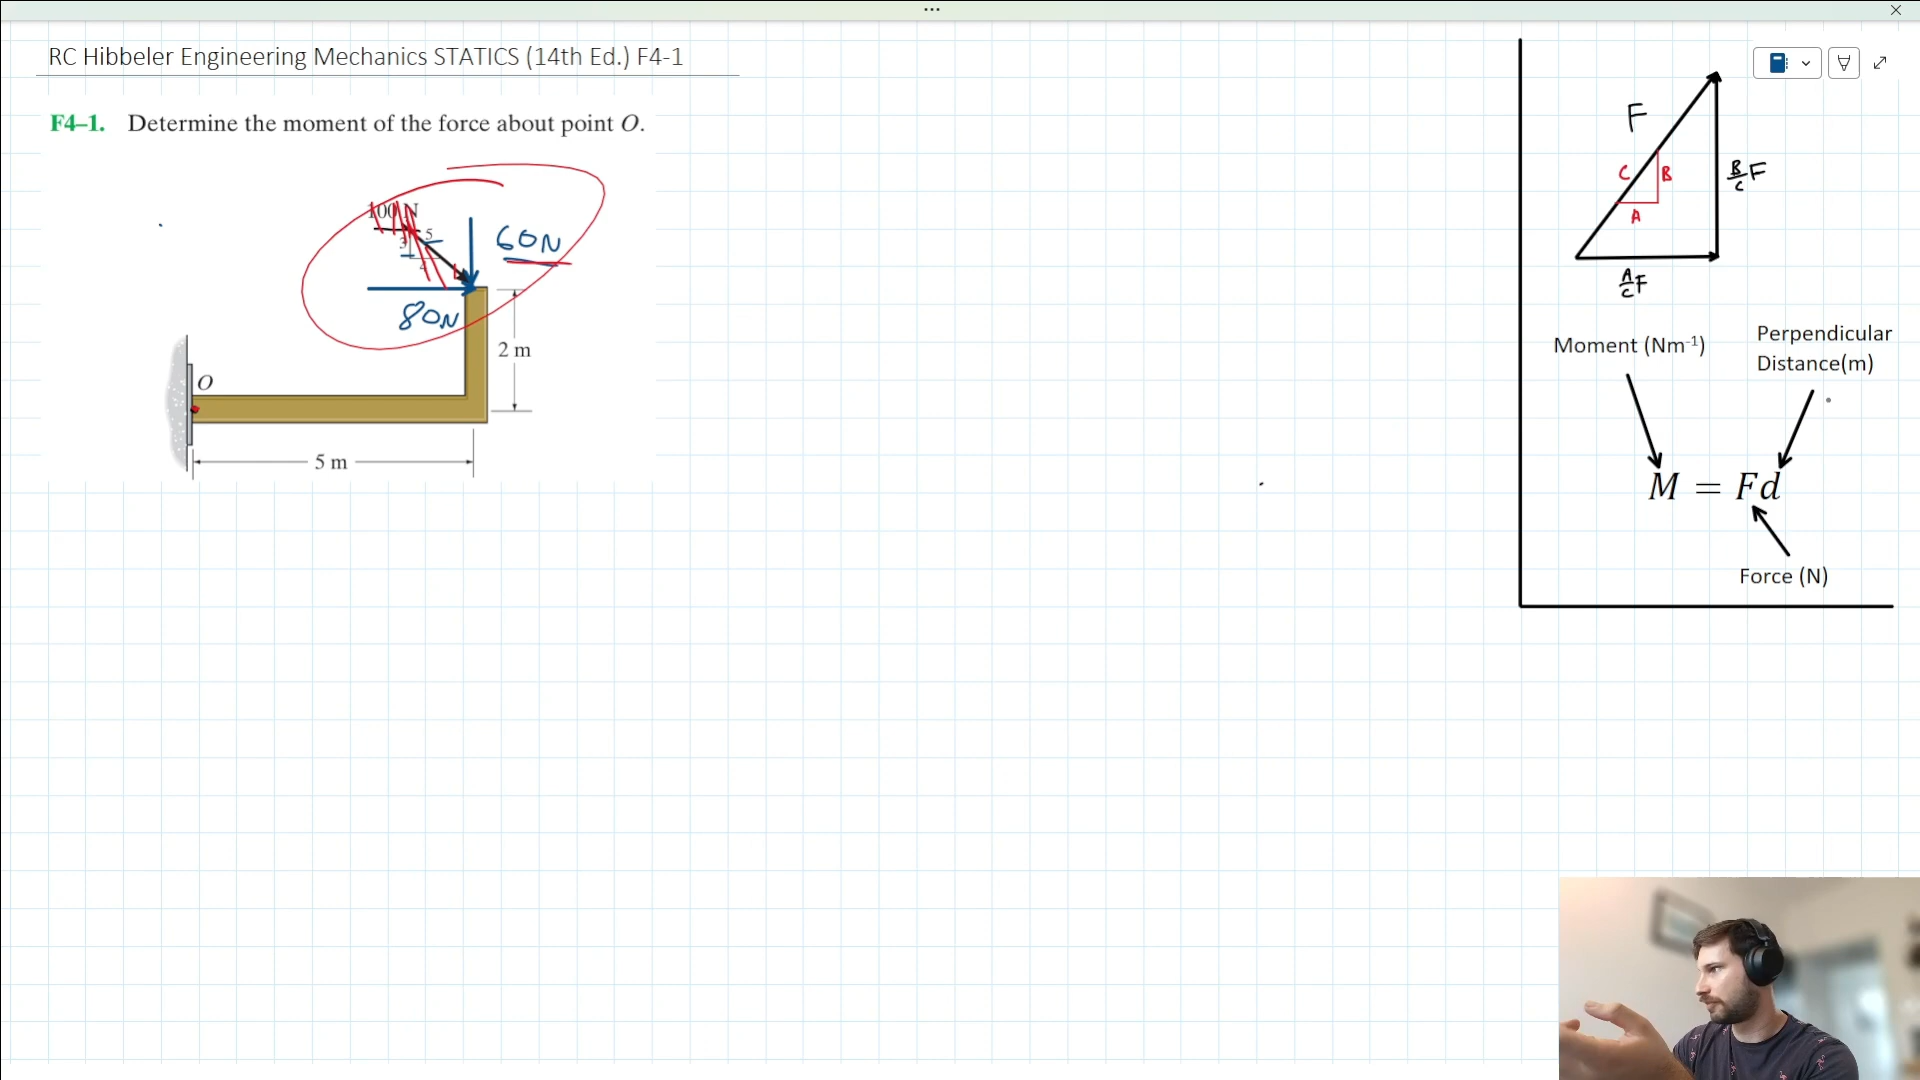 RC Hibbeler Engineering Mechanics STATICS (14th Ed.) F4-1
F4–1. Determine the moment of the force about point O.
100 N
5
3
4
60N
80N
2 m
O
5 m
F
C
B
A
B/C F
A/C F
Moment (Nm⁻¹)
Perpendicular
Distance(m)
M = Fd
Force (N)